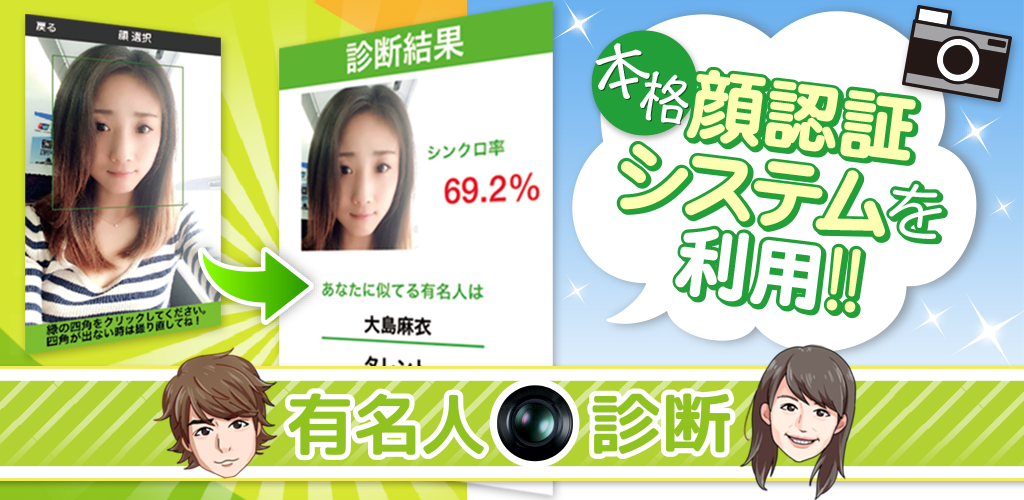 戻る
顔 選択
緑の四角をクリックしてください。
四角が出ない時は撮り直してね！
診断結果
シンクロ率
69.2%
あなたに似てる有名人は
大島麻衣
タレント
本格顔認証
システムを
利用!!
有名人診断